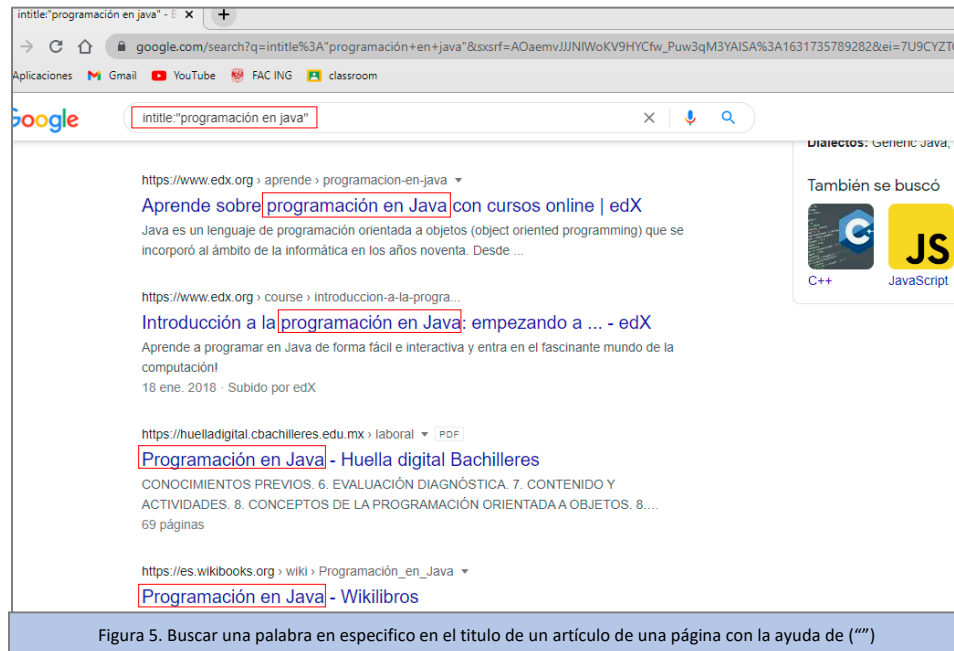 intitle:"programación en java" - B
google.com/search?q=intitle%3A"programación+en+java"&sxsrf=AOaemvJJJNIWoKV9HYCfw_Puw3qM3YAISA%3A1631735789282&ei=7U9CYZT
Aplicaciones Gmail YouTube FAC ING classroom
Google intitle:"programación en java"
Dialectos: Generic Java,
https://www.edx.org › aprende › programacion-en-java
Aprende sobre programación en Java con cursos online | edX
Java es un lenguaje de programación orientada a objetos (object oriented programming) que se
incorporó al ámbito de la informática en los años noventa. Desde ...
También se buscó
C++ JS
C++ JavaScript
https://www.edx.org › course › introduccion-a-la-progra...
Introducción a la programación en Java: empezando a ... - edX
Aprende a programar en Java de forma fácil e interactiva y entra en el fascinante mundo de la
computación!
18 ene. 2018 · Subido por edX
https://huelladigital.cbachilleres.edu.mx › laboral PDF
Programación en Java - Huella digital Bachilleres
CONOCIMIENTOS PREVIOS. 6. EVALUACIÓN DIAGNÓSTICA. 7. CONTENIDO Y
ACTIVIDADES. 8. CONCEPTOS DE LA PROGRAMACIÓN ORIENTADA A OBJETOS. 8....
69 páginas
https://es.wikibooks.org › wiki › Programación_en_Java
Programación en Java - Wikilibros
Figura 5. Buscar una palabra en especifico en el titulo de un artículo de una página con la ayuda de (“”)